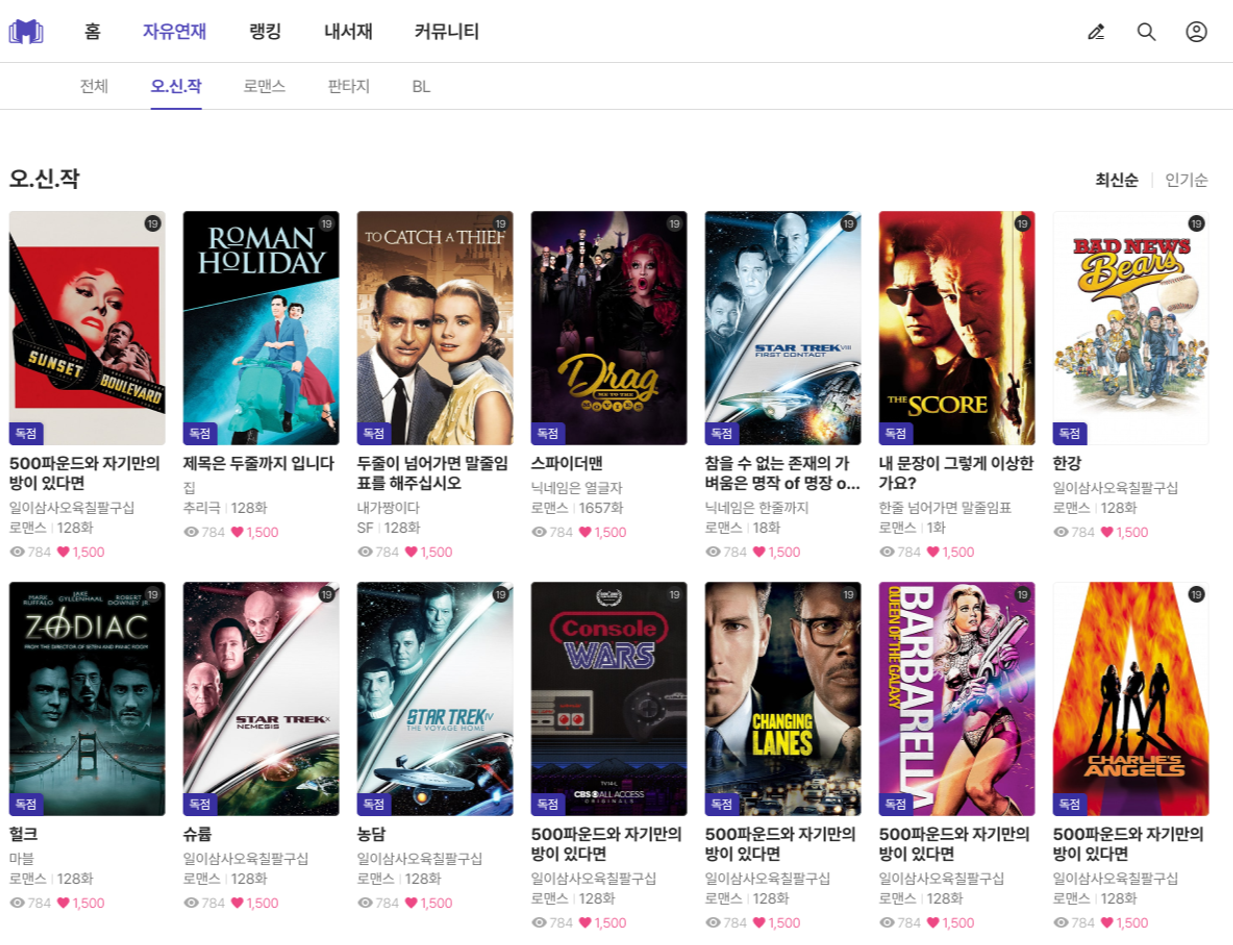 홈 자유연재 랭킹 내서재 커뮤니티
전체 오.신.작 로맨스 판타지 BL
오.신.작
최신순 인기순
19
SUNSET BOULEVARD
독점
500파운드와 자기만의
방이 있다면
일이삼사오육칠팔구십
로맨스 128화
784 1,500
19
ROMAN
HOLIDAY
독점
제목은 두줄까지 입니다
집
추리극 128화
784 1,500
19
TO CATCH A THIEF
독점
두줄이 넘어가면 말줄임
표를 해주십시오
내가짱이다
SF 128화
784 1,500
19
Drag
ME TO THE
MOVIES
독점
스파이더맨
닉네임은 열글자
로맨스 1657화
784 1,500
19
STAR TREK VIII
FIRST CONTACT
독점
참을 수 없는 존재의 가
벼움은 명작 of 명장 o...
닉네임은 한줄까지
로맨스 18화
784 1,500
19
THE SCORE
독점
내 문장이 그렇게 이상한
가요?
한줄 넘어가면 말줄임표
로맨스 1화
784 1,500
19
BAD NEWS
Bears
독점
한강
일이삼사오육칠팔구십
로맨스 128화
784 1,500
19
MARK RUFFALO JAKE GYLLENHAAL ROBERT DOWNEY JR.
ZODIAC
FROM THE DIRECTOR OF SE7EN AND PANIC ROOM
독점
헐크
마블
로맨스 128화
784 1,500
19
STAR TREK X
NEMESIS
독점
슈륩
일이삼사오육칠팔구십
로맨스 128화
784 1,500
19
STAR TREK IV
THE VOYAGE HOME
독점
농담
일이삼사오육칠팔구십
로맨스 128화
784 1,500
19
Console
WARS
CBS ALL ACCESS
ORIGINALS
독점
500파운드와 자기만의
방이 있다면
일이삼사오육칠팔구십
로맨스 128화
784 1,500
19
CHANGING
LANES
독점
500파운드와 자기만의
방이 있다면
일이삼사오육칠팔구십
로맨스 128화
784 1,500
19
BARBARELLA
QUEEN OF THE GALAXY
독점
500파운드와 자기만의
방이 있다면
일이삼사오육칠팔구십
로맨스 128화
784 1,500
19
CHARLIE'S
ANGELS
독점
500파운드와 자기만의
방이 있다면
일이삼사오육칠팔구십
로맨스 128화
784 1,500